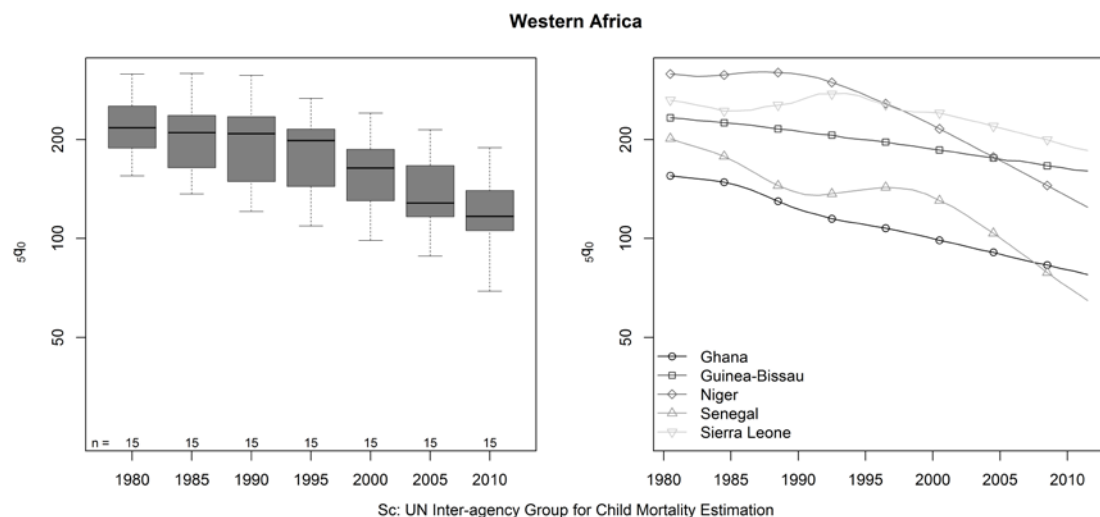 Western Africa
5q0
200
100
50
n = 15 15 15 15 15 15 15
1980 1985 1990 1995 2000 2005 2010
5q0
200
100
50
Ghana
Guinea-Bissau
Niger
Senegal
Sierra Leone
1980 1985 1990 1995 2000 2005 2010
Sc: UN Inter-agency Group for Child Mortality Estimation